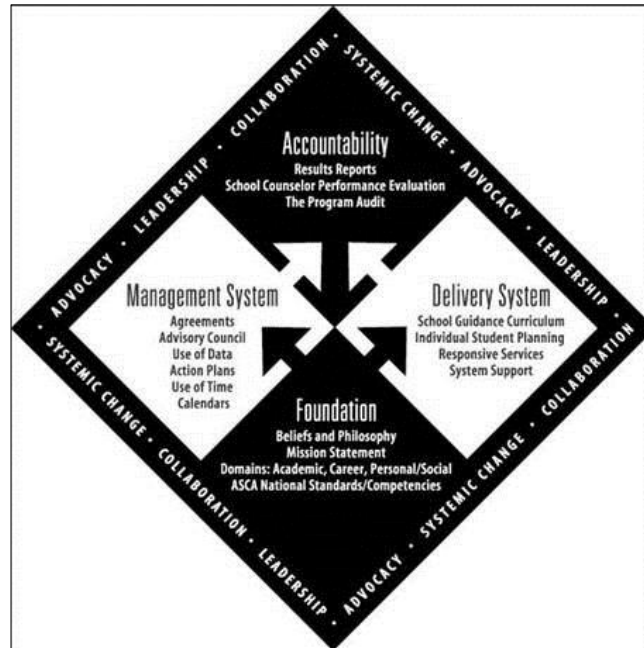 ADVOCACY • LEADERSHIP • COLLABORATION •
SYSTEMIC CHANGE • ADVOCACY • LEADERSHIP •
Accountability
Results Reports
School Counselor Performance Evaluation
The Program Audit
Management System
Agreements
Advisory Council
Use of Data
Action Plans
Use of Time
Calendars
Delivery System
School Guidance Curriculum
Individual Student Planning
Responsive Services
System Support
Foundation
Beliefs and Philosophy
Mission Statement
Domains: Academic, Career, Personal/Social
ASCA National Standards/Competencies
• SYSTEMIC CHANGE • COLLABORATION • LEADERSHIP
• ADVOCACY • SYSTEMIC CHANGE • COLLABORATION